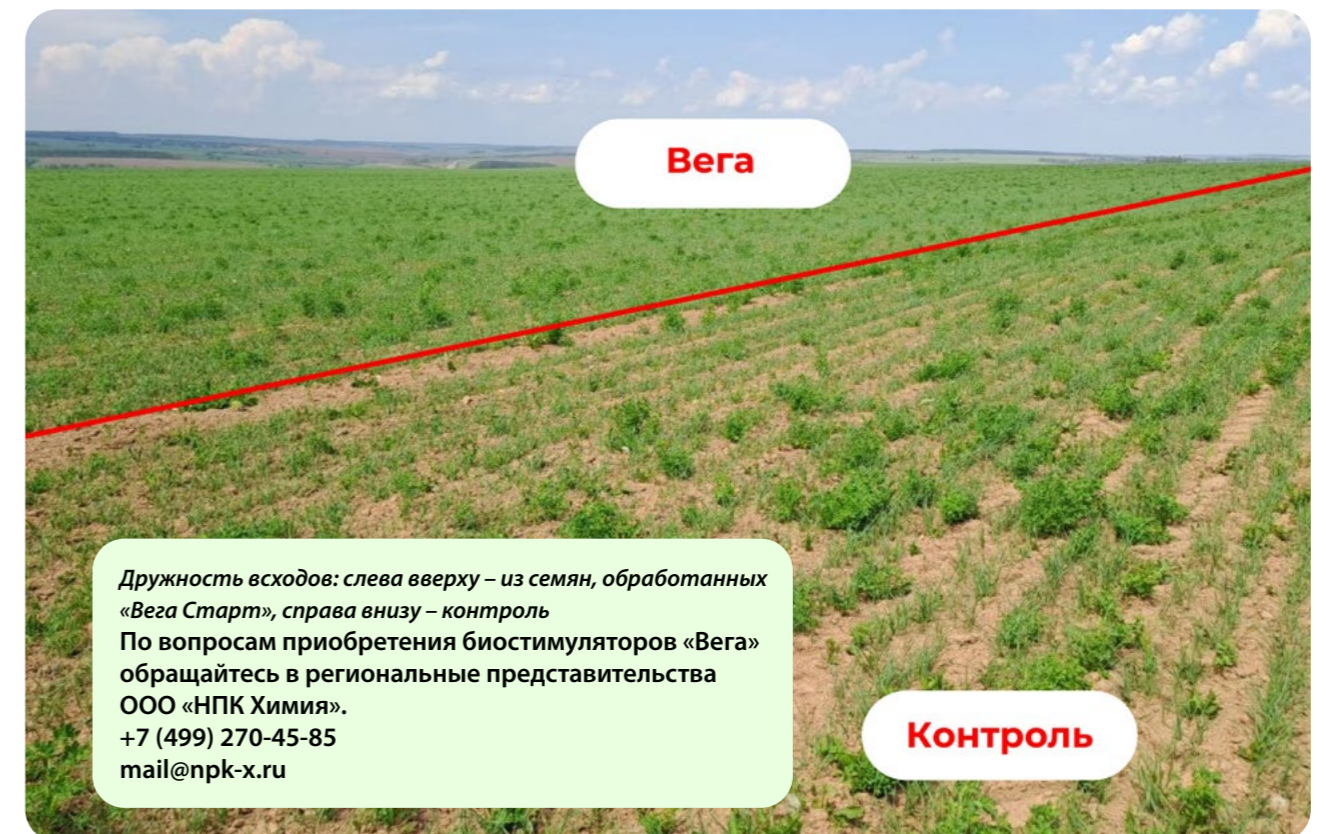 Вега
Дружность всходов: слева вверху – из семян, обработанных
«Вега Старт», справа внизу – контроль
По вопросам приобретения биостимуляторов «Вега»
обращайтесь в региональные представительства
ООО «НПК Химия».
+7 (499) 270-45-85
mail@npk-x.ru
Контроль